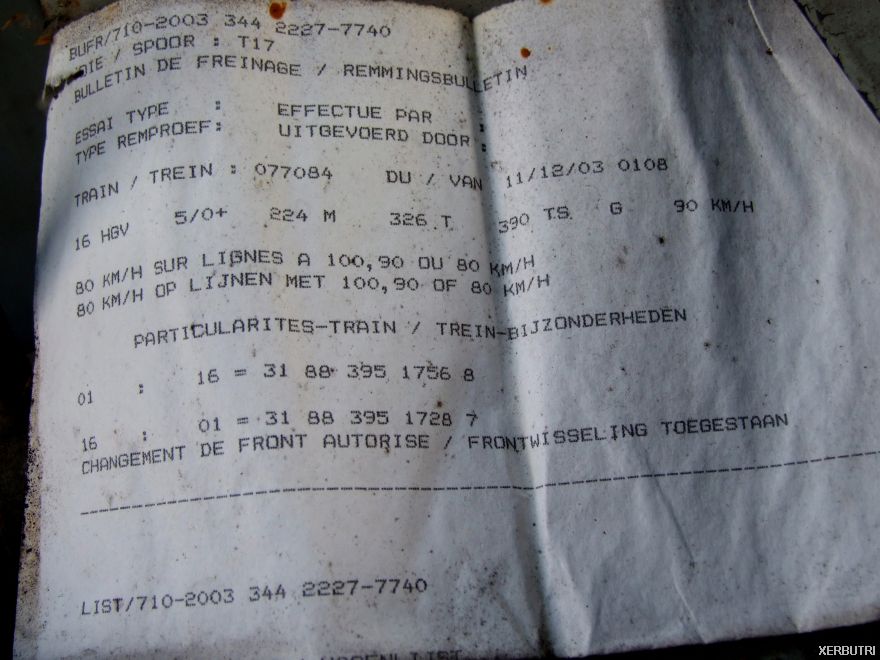 BUFR/710-2003 344 2227-7740
OIE / SPOOR : T17
BULLETIN DE FREINAGE / REMMINGSBULLETIN
ESSAI TYPE : EFFECTUE PAR :
TYPE REMPROEF: UITGEVOERD DOOR :
TRAIN / TREIN : 077084 DU / VAN 11/12/03 0108
16 HGV 5/0+ 224 M 326 T 390 TS G 90 KM/H
80 KM/H SUR LIGNES A 100,90 OU 80 KM/H
80 KM/H OP LIJNEN MET 100,90 OF 80 KM/H
PARTICULARITES-TRAIN / TREIN-BIJZONDERHEDEN
01 : 16 = 31 88 395 1756 8
16 : 01 = 31 88 395 1728 7
CHANGEMENT DE FRONT AUTORISE / FRONTWISSELING TOEGESTAAN
LIST/710-2003 344 2227-7740
XERBUTRI